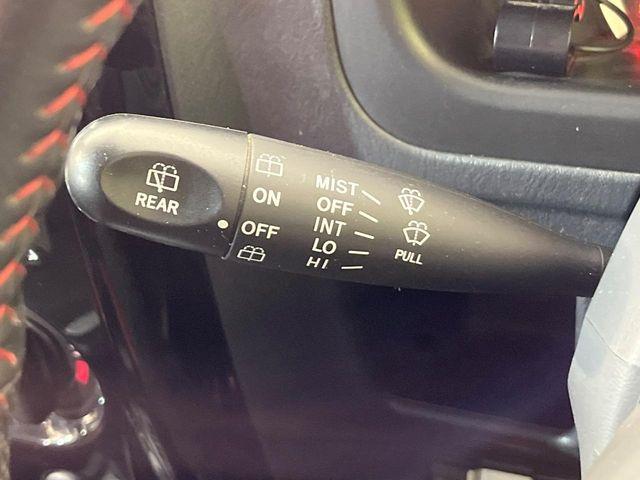 REAR
ON
OFF
MIST
OFF
INT
LO
HI
PULL